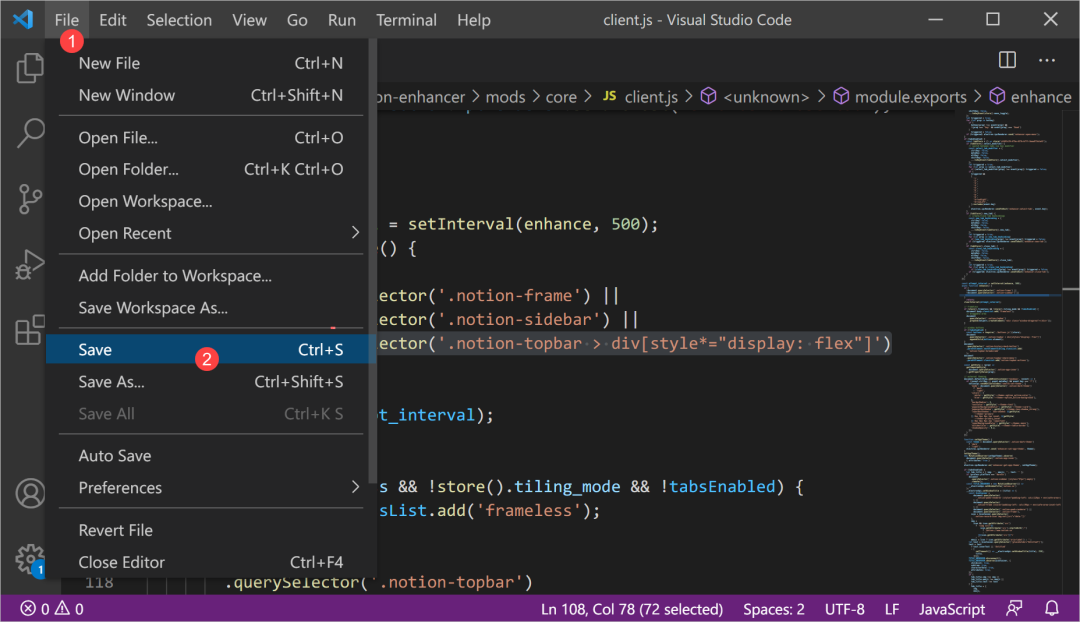 File Edit Selection View Go Run Terminal Help client.js - Visual Studio Code
1
New File Ctrl+N
New Window Ctrl+Shift+N
Open File... Ctrl+O
Open Folder... Ctrl+K Ctrl+O
Open Workspace...
Open Recent
Add Folder to Workspace...
Save Workspace As...
Save Ctrl+S
2
Save As... Ctrl+Shift+S
Save All Ctrl+K S
Auto Save
Preferences
Revert File
Close Editor Ctrl+F4
on-enhancer > mods > core > JS client.js > <unknown> > module.exports > enhance
= setInterval(enhance, 500);
() {
ector('.notion-frame') ||
ector('.notion-sidebar') ||
ector('.notion-topbar > div[style*="display: flex"]')
t_interval);
s && !store().tiling_mode && !tabsEnabled) {
sList.add('frameless');
118 .querySelector('.notion-topbar')
1
0 0 Ln 108, Col 78 (72 selected) Spaces: 2 UTF-8 LF JavaScript